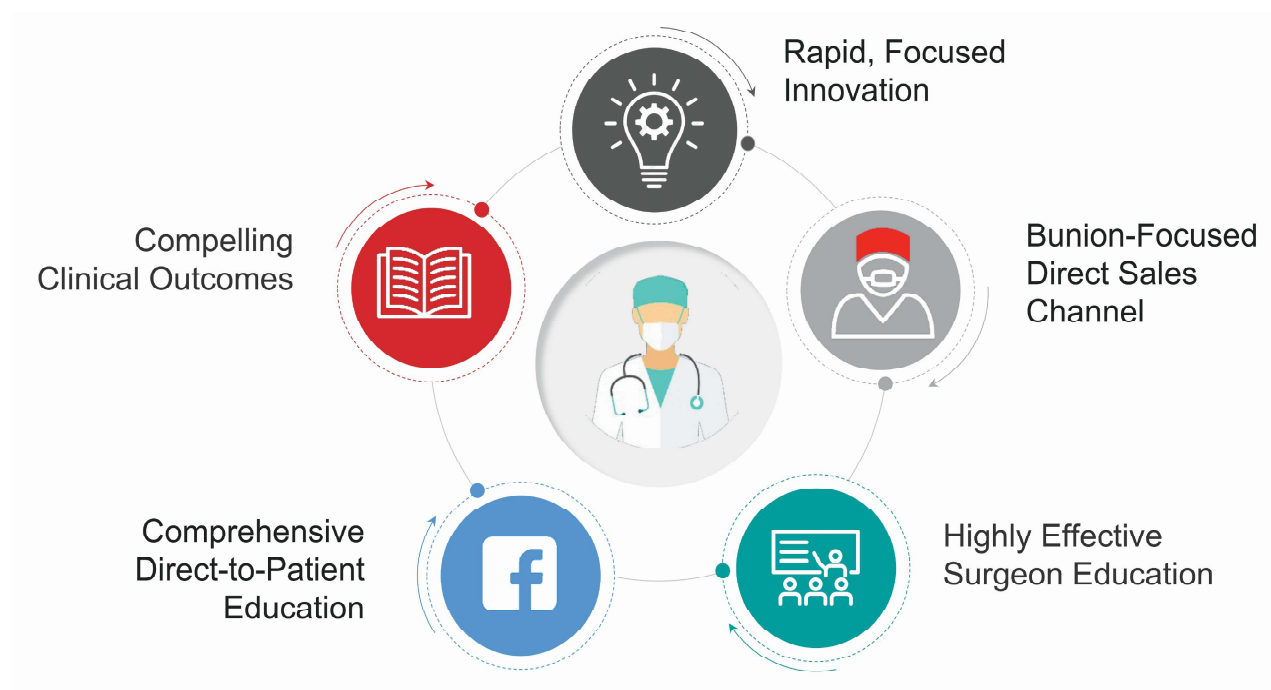 Rapid, Focused
Innovation
Bunion-Focused
Direct Sales
Channel
Highly Effective
Surgeon Education
Comprehensive
Direct-to-Patient
Education
Compelling
Clinical Outcomes